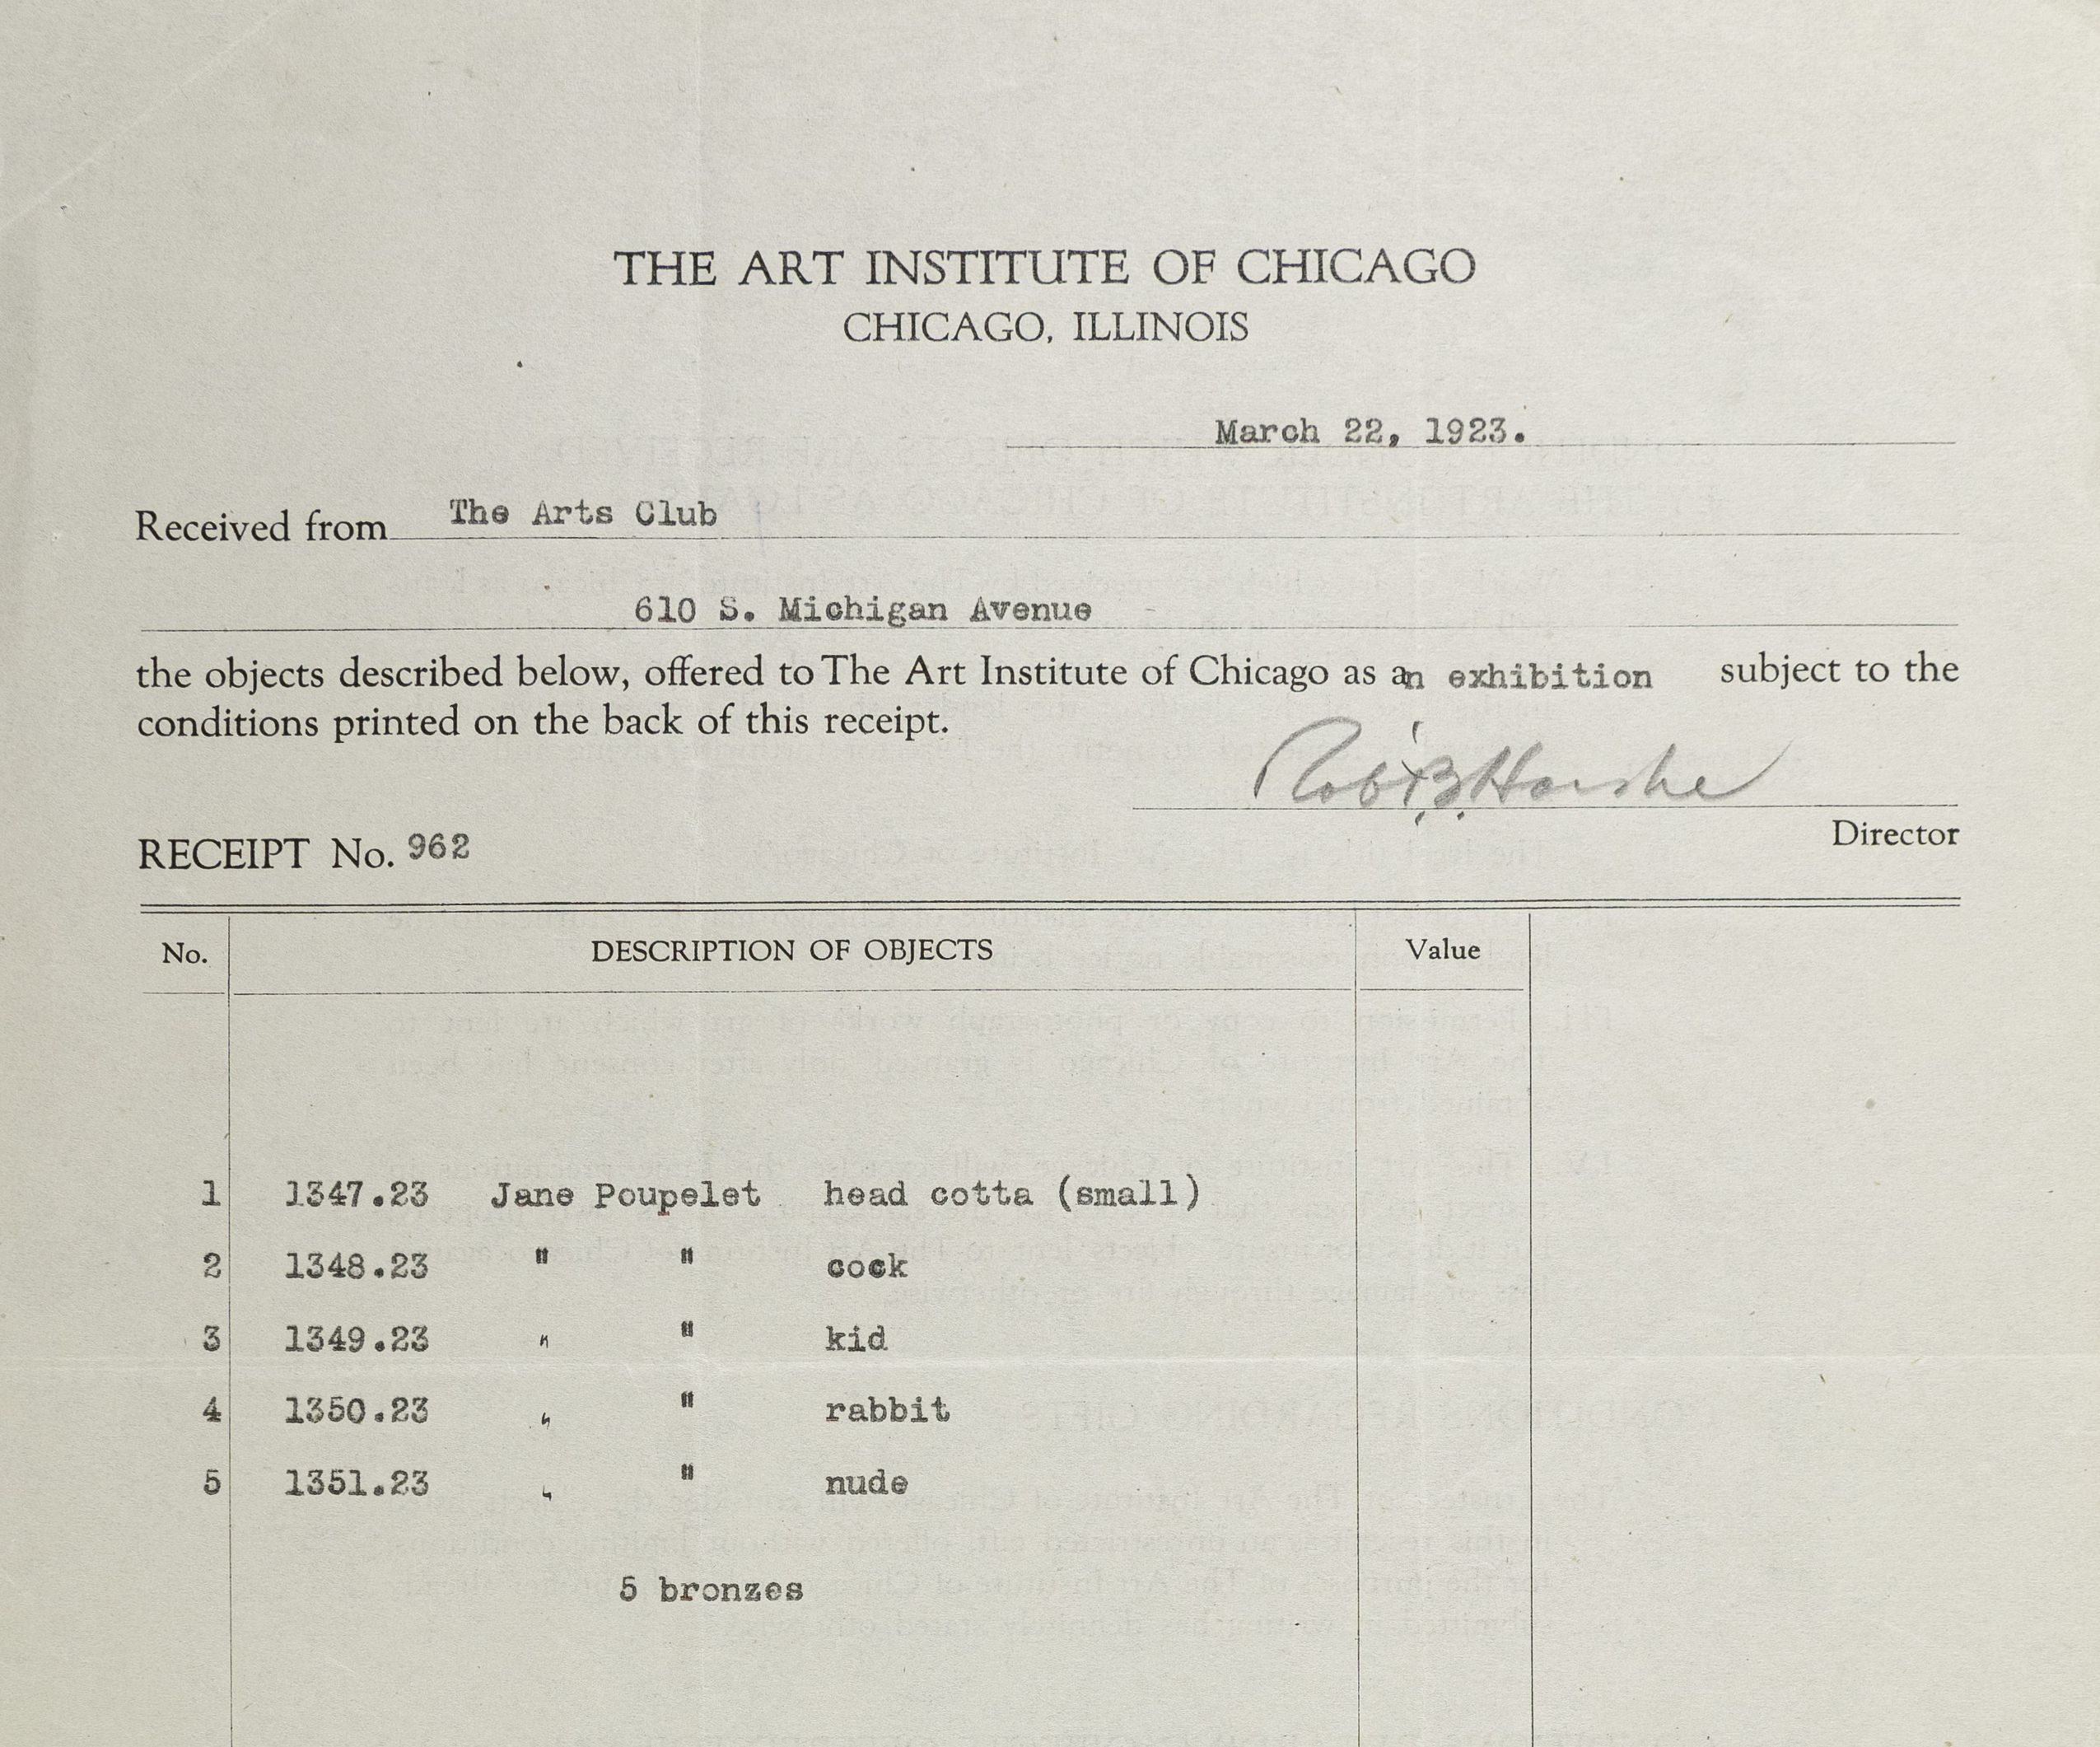 THE ART INSTITUTE OF CHICAGO
CHICAGO, ILLINOIS
March 22, 1923.
Received from The Arts Club
610 S. Michigan Avenue
the objects described below, offered to The Art Institute of Chicago as an exhibition subject to the
conditions printed on the back of this receipt.
Rob't B. Harshe
Director
RECEIPT No. 962
No. DESCRIPTION OF OBJECTS Value
1 1347.23 Jane Poupelet head cotta (small)
2 1348.23 " " cock
3 1349.23 " " kid
4 1350.23 " " rabbit
5 1351.23 " " nude
5 bronzes